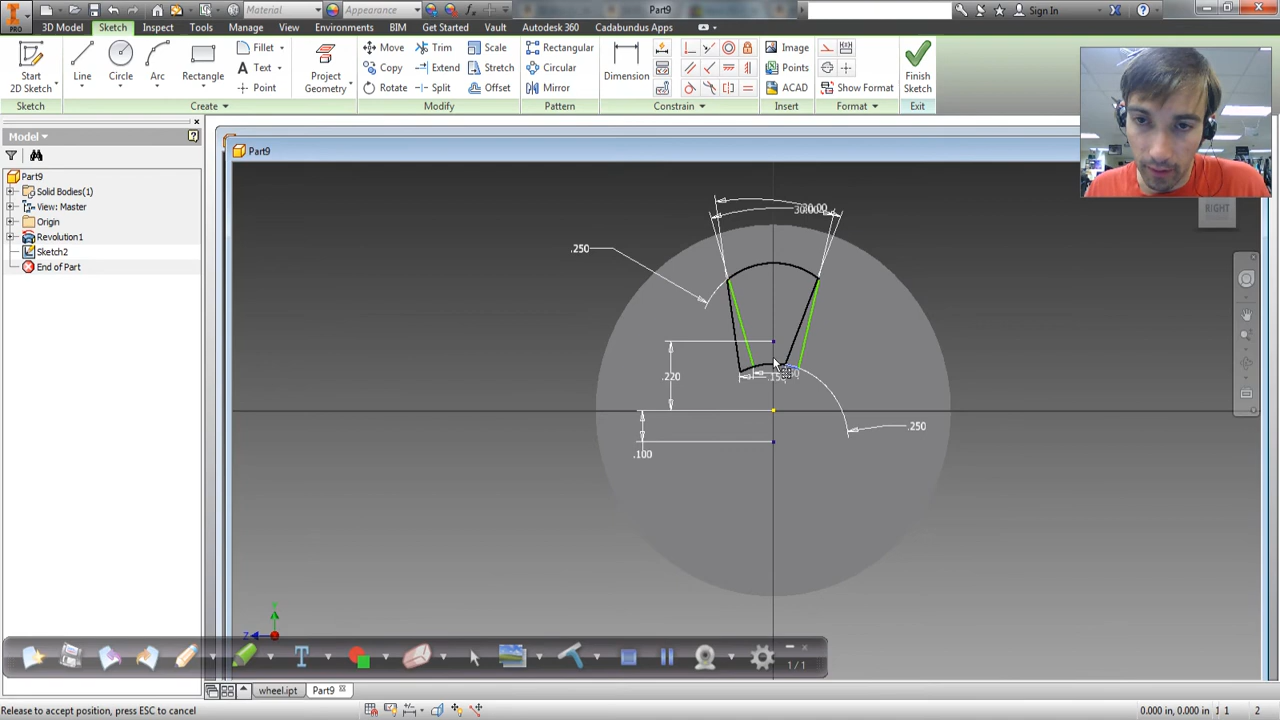 PRO
Material
Appearance
Part9
Sign In
3D Model Sketch Inspect Tools Manage View Environments BIM Get Started Vault Autodesk 360 Cadabundus Apps
Start
2D Sketch
Line
Circle
Arc
Rectangle
Fillet
Text
Point
Project
Geometry
Move
Copy
Rotate
Trim
Extend
Split
Scale
Stretch
Offset
Rectangular
Circular
Mirror
Dimension
Image
Points
ACAD
Show Format
Finish
Sketch
Sketch Create Modify Pattern Constrain Insert Format Exit
Model
Part9
Solid Bodies(1)
View: Master
Origin
Revolution1
Sketch2
End of Part
Part9
RIGHT
30.00
.250
.220
.250
.100
Y
Z
T
1/1
wheel.ipt Part9
Release to accept position, press ESC to cancel
0.000 in, 0.000 in 1 2